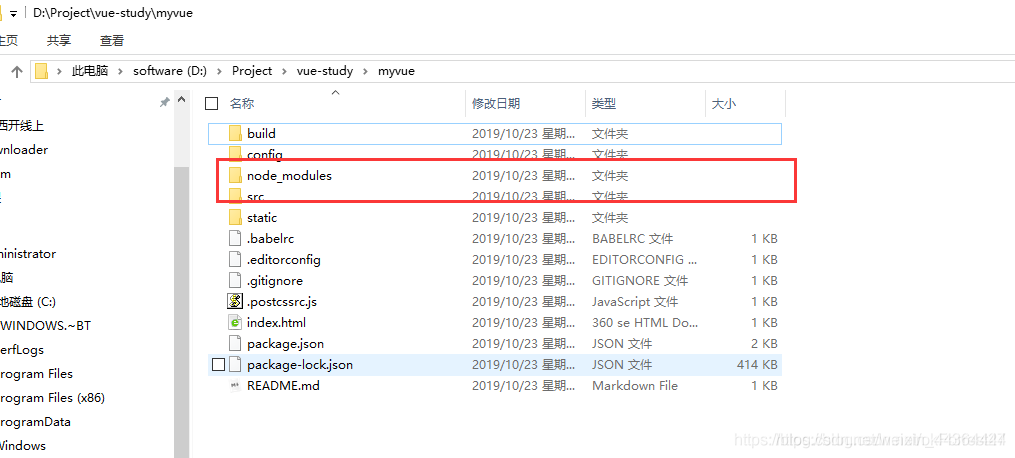 D:\Project\vue-study\myvue
主页 共享 查看
此电脑 › software (D:) › Project › vue-study › myvue
名称 修改日期 类型 大小
西开线上
wnloader
m
ministrator
电脑
地磁盘 (C:)
WINDOWS.~BT
erfLogs
rogram Files
rogram Files (x86)
rogramData
Windows
build 2019/10/23 星期... 文件夹
config 2019/10/23 星期... 文件夹
node_modules 2019/10/23 星期... 文件夹
src 2019/10/23 星期... 文件夹
static 2019/10/23 星期... 文件夹
.babelrc 2019/10/23 星期... BABELRC 文件 1 KB
.editorconfig 2019/10/23 星期... EDITORCONFIG ... 1 KB
.gitignore 2019/10/23 星期... GITIGNORE 文件 1 KB
.postcssrc.js 2019/10/23 星期... JavaScript 文件 1 KB
index.html 2019/10/23 星期... 360 se HTML Do... 1 KB
package.json 2019/10/23 星期... JSON 文件 2 KB
package-lock.json 2019/10/23 星期... JSON 文件 414 KB
README.md 2019/10/23 星期... Markdown File 1 KB